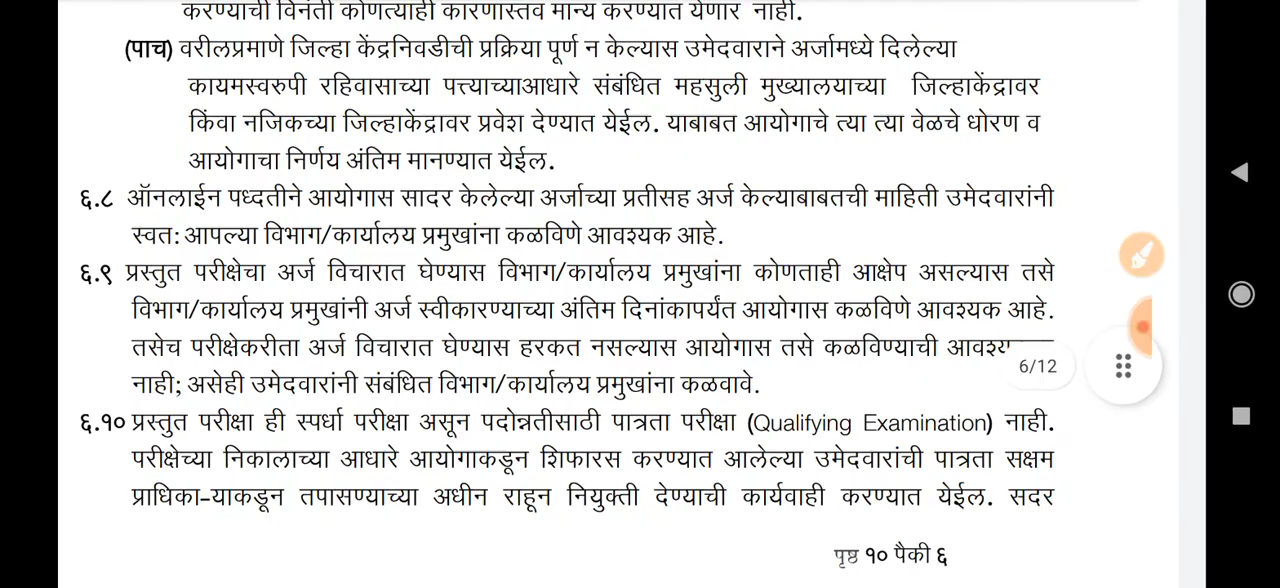 करण्याची विनंती कोणत्याही कारणास्तव मान्य करण्यात येणार नाही.
(पाच) वरीलप्रमाणे जिल्हा केंद्रनिवडीची प्रक्रिया पूर्ण न केल्यास उमेदवाराने अर्जामध्ये दिलेल्या
कायमस्वरुपी रहिवासाच्या पत्त्याच्याआधारे संबंधित महसुली मुख्यालयाच्या जिल्हाकेंद्रावर
किंवा नजिकच्या जिल्हाकेंद्रावर प्रवेश देण्यात येईल. याबाबत आयोगाचे त्या त्या वेळचे धोरण व
आयोगाचा निर्णय अंतिम मानण्यात येईल.
६.८ ऑनलाईन पध्दतीने आयोगास सादर केलेल्या अर्जाच्या प्रतीसह अर्ज केल्याबाबतची माहिती उमेदवारांनी
स्वत: आपल्या विभाग/कार्यालय प्रमुखांना कळविणे आवश्यक आहे.
६.९ प्रस्तुत परीक्षेचा अर्ज विचारात घेण्यास विभाग/कार्यालय प्रमुखांना कोणताही आक्षेप असल्यास तसे
विभाग/कार्यालय प्रमुखांनी अर्ज स्वीकारण्याच्या अंतिम दिनांकापर्यंत आयोगास कळविणे आवश्यक आहे.
तसेच परीक्षेकरीता अर्ज विचारात घेण्यास हरकत नसल्यास आयोगास तसे कळविण्याची
6/12
नाही; असेही उमेदवारांनी संबंधित विभाग/कार्यालय प्रमुखांना कळवावे.
६.१० प्रस्तुत परीक्षा ही स्पर्धा परीक्षा असून पदोन्नतीसाठी पात्रता परीक्षा (Qualifying Examination) नाही.
परीक्षेच्या निकालाच्या आधारे आयोगाकडून शिफारस करण्यात आलेल्या उमेदवारांची पात्रता सक्षम
प्राधिका-याकडून तपासण्याच्या अधीन राहून नियुक्ती देण्याची कार्यवाही करण्यात येईल. सदर
पृष्ठ १० पैकी ६